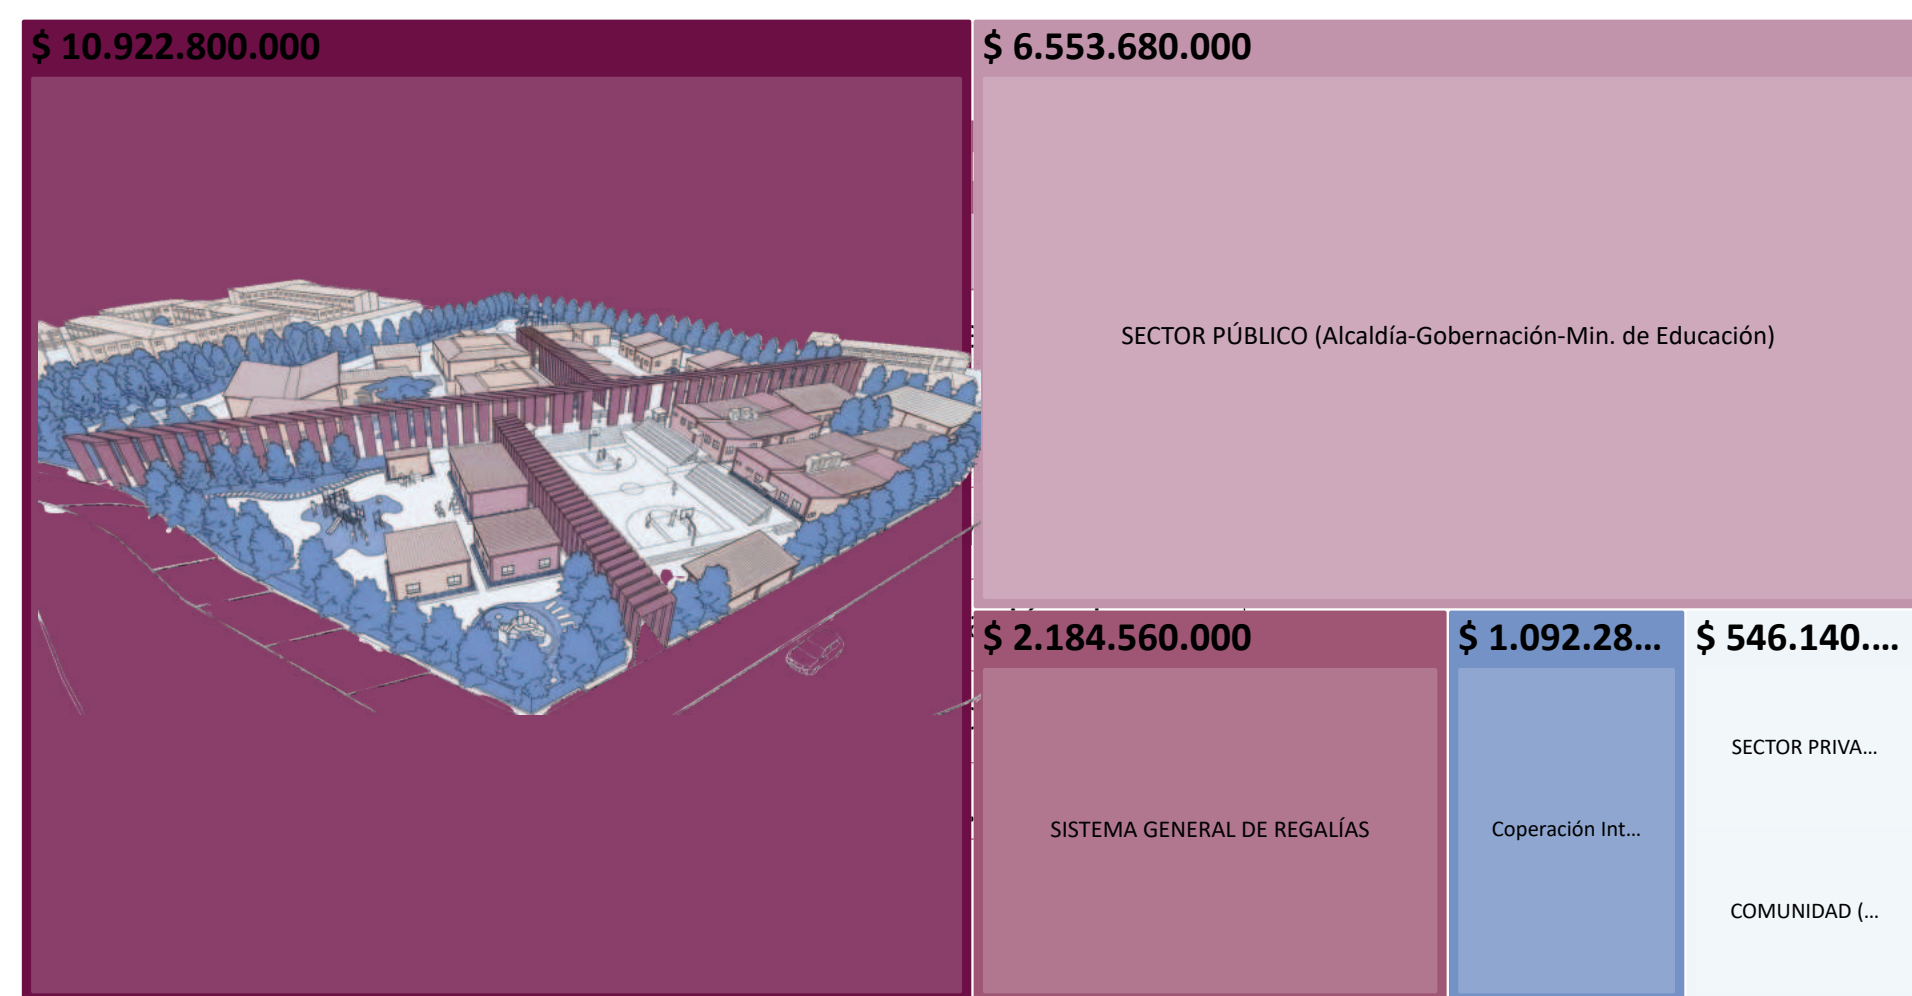 $ 10.922.800.000
$ 6.553.680.000
SECTOR PÚBLICO (Alcaldía-Gobernación-Min. de Educación)
$ 2.184.560.000
SISTEMA GENERAL DE REGALÍAS
$ 1.092.28...
Coperación Int...
$ 546.140....
SECTOR PRIVA...
COMUNIDAD (...